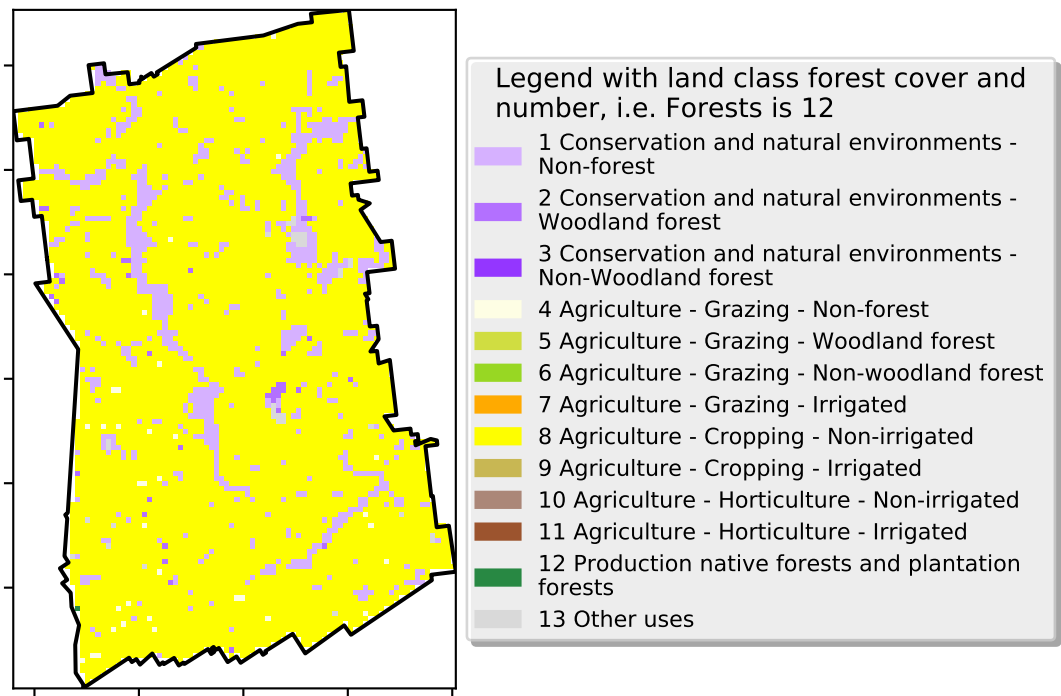 Legend with land class forest cover and
number, i.e. Forests is 12
1 Conservation and natural environments -
Non-forest
2 Conservation and natural environments -
Woodland forest
3 Conservation and natural environments -
Non-Woodland forest
4 Agriculture - Grazing - Non-forest
5 Agriculture - Grazing - Woodland forest
6 Agriculture - Grazing - Non-woodland forest
7 Agriculture - Grazing - Irrigated
8 Agriculture - Cropping - Non-irrigated
9 Agriculture - Cropping - Irrigated
10 Agriculture - Horticulture - Non-irrigated
11 Agriculture - Horticulture - Irrigated
12 Production native forests and plantation
forests
13 Other uses